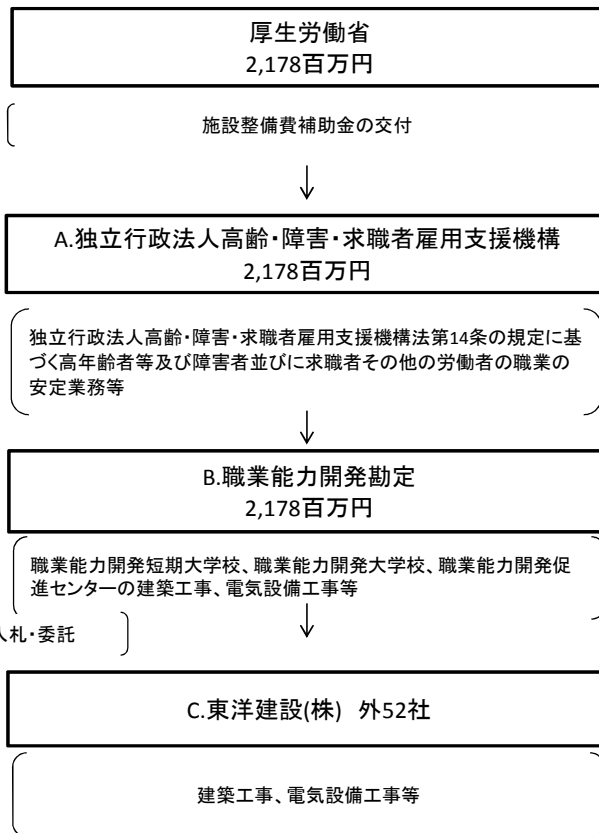 厚生労働省
2,178百万円
施設整備費補助金の交付
A.独立行政法人高齢・障害・求職者雇用支援機構
2,178百万円
独立行政法人高齢・障害・求職者雇用支援機構法第14条の規定に基
づく高年齢者等及び障害者並びに求職者その他の労働者の職業の
安定業務等
B.職業能力開発勘定
2,178百万円
職業能力開発短期大学校、職業能力開発大学校、職業能力開発促
進センターの建築工事、電気設備工事等
札・委託
C.東洋建設(株) 外52社
建築工事、電気設備工事等